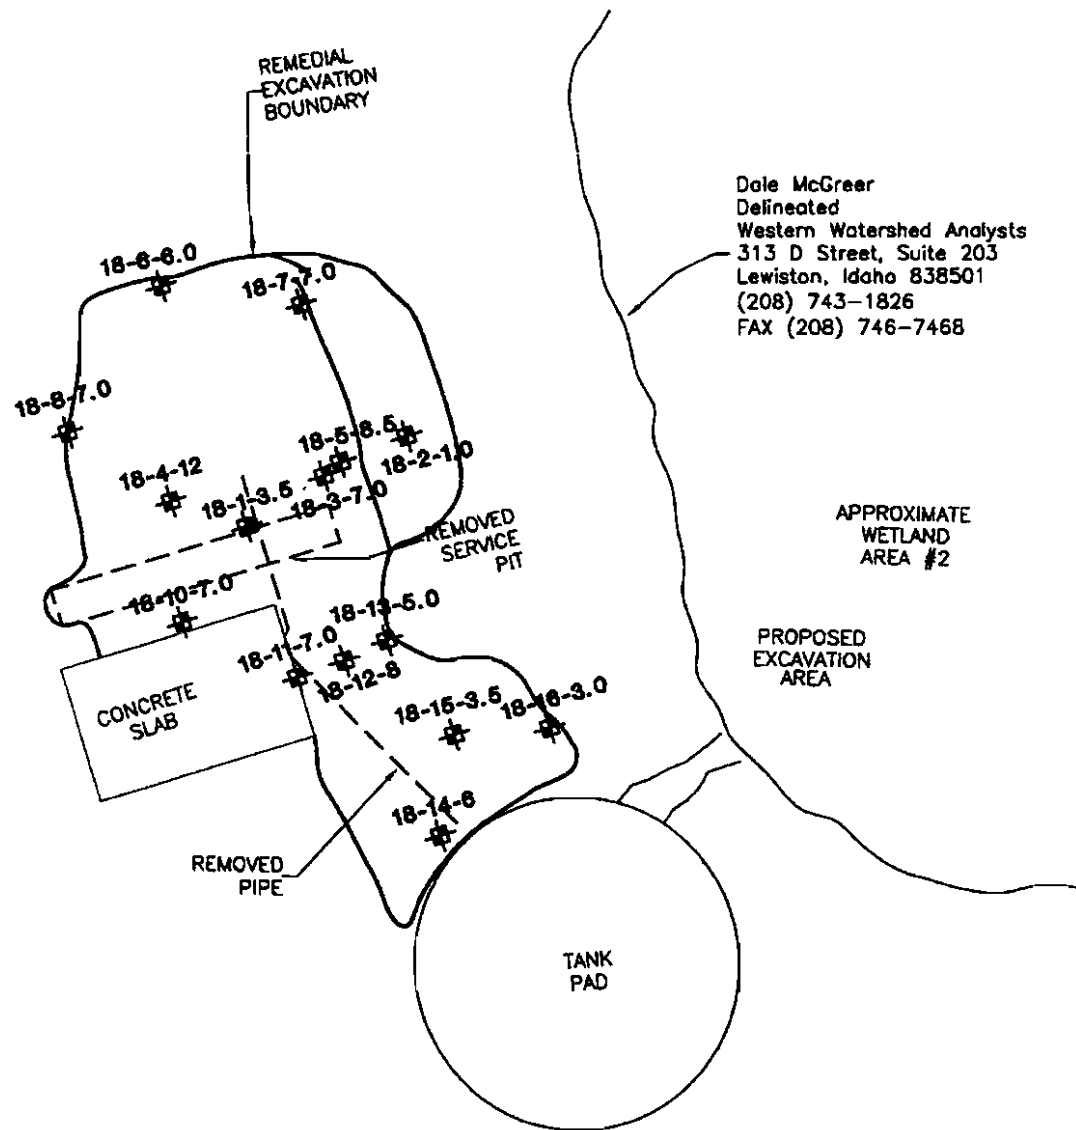 REMEDIAL
EXCAVATION
BOUNDARY
Dale McGreer
Delineated
Western Watershed Analysts
313 D Street, Suite 203
Lewiston, Idaho 838501
(208) 743-1826
FAX (208) 746-7468
18-6-6.0
18-7-7.0
18-8-7.0
18-5-8.5
18-2-1.0
18-4-12
18-1-3.5
18-3-7.0
REMOVED
SERVICE
PIT
APPROXIMATE
WETLAND
AREA #2
18-10-7.0
18-13-5.0
18-11-7.0
18-12-8
PROPOSED
EXCAVATION
AREA
CONCRETE
SLAB
18-15-3.5
18-16-3.0
18-14-6
REMOVED
PIPE
TANK
PAD